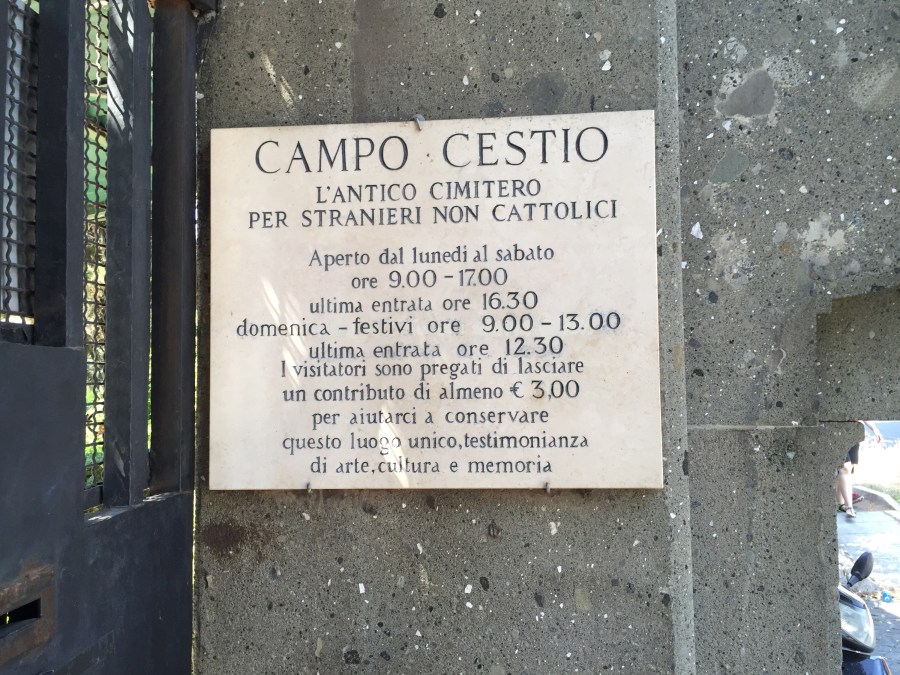 CAMPO CESTIO
L'ANTICO CIMITERO
PER STRANIERI NON CATTOLICI
Aperto dal lunedì al sabato
ore 9.00 - 17.00
ultima entrata ore 16.30
domenica - festivi ore 9.00 - 13.00
ultima entrata ore 12.30
I visitatori sono pregati di lasciare
un contributo di almeno € 3,00
per aiutarci a conservare
questo luogo unico, testimonianza
di arte, cultura e memoria